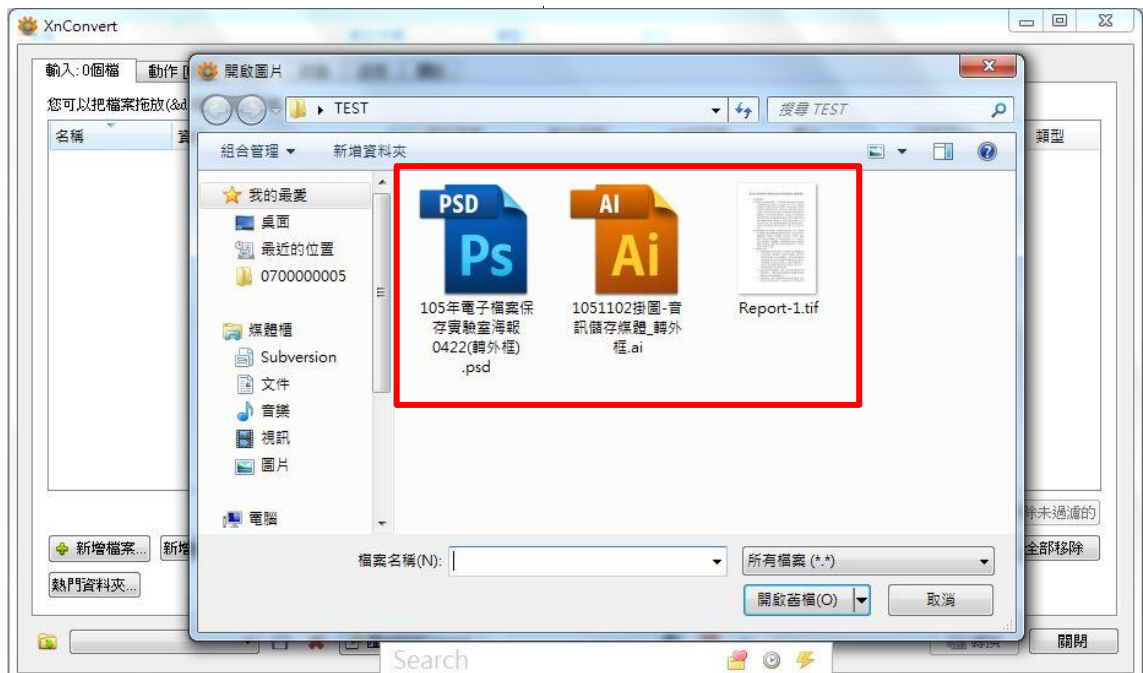 XnConvert
輸入: 0個檔
動作
開啟圖片
您可以把檔案拖放(&d
TEST
搜尋 TEST
名稱
類型
組合管理
新增資料夾
我的最愛
桌面
最近的位置
0700000005
媒體櫃
Subversion
文件
音樂
視訊
圖片
電腦
PSD
Ps
105年電子檔案保
存實驗室海報
0422(轉外框)
.psd
AI
Ai
1051102掛圖-音
訊儲存媒體_轉外
框.ai
Report-1.tif
除未過濾的
新增檔案...
新增
全部移除
檔案名稱(N):
所有檔案 (*.*)
熱門資料夾...
開啟舊檔(O)
取消
關閉
Search